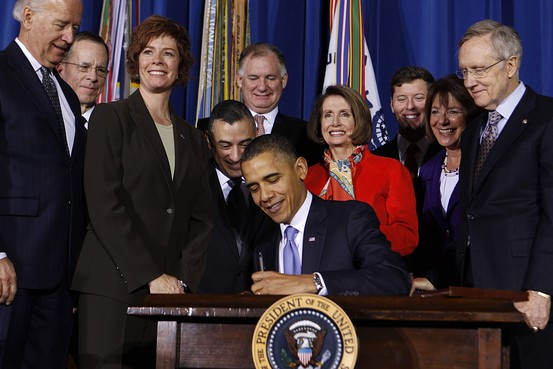 THE PRESIDENT OF THE UNITED